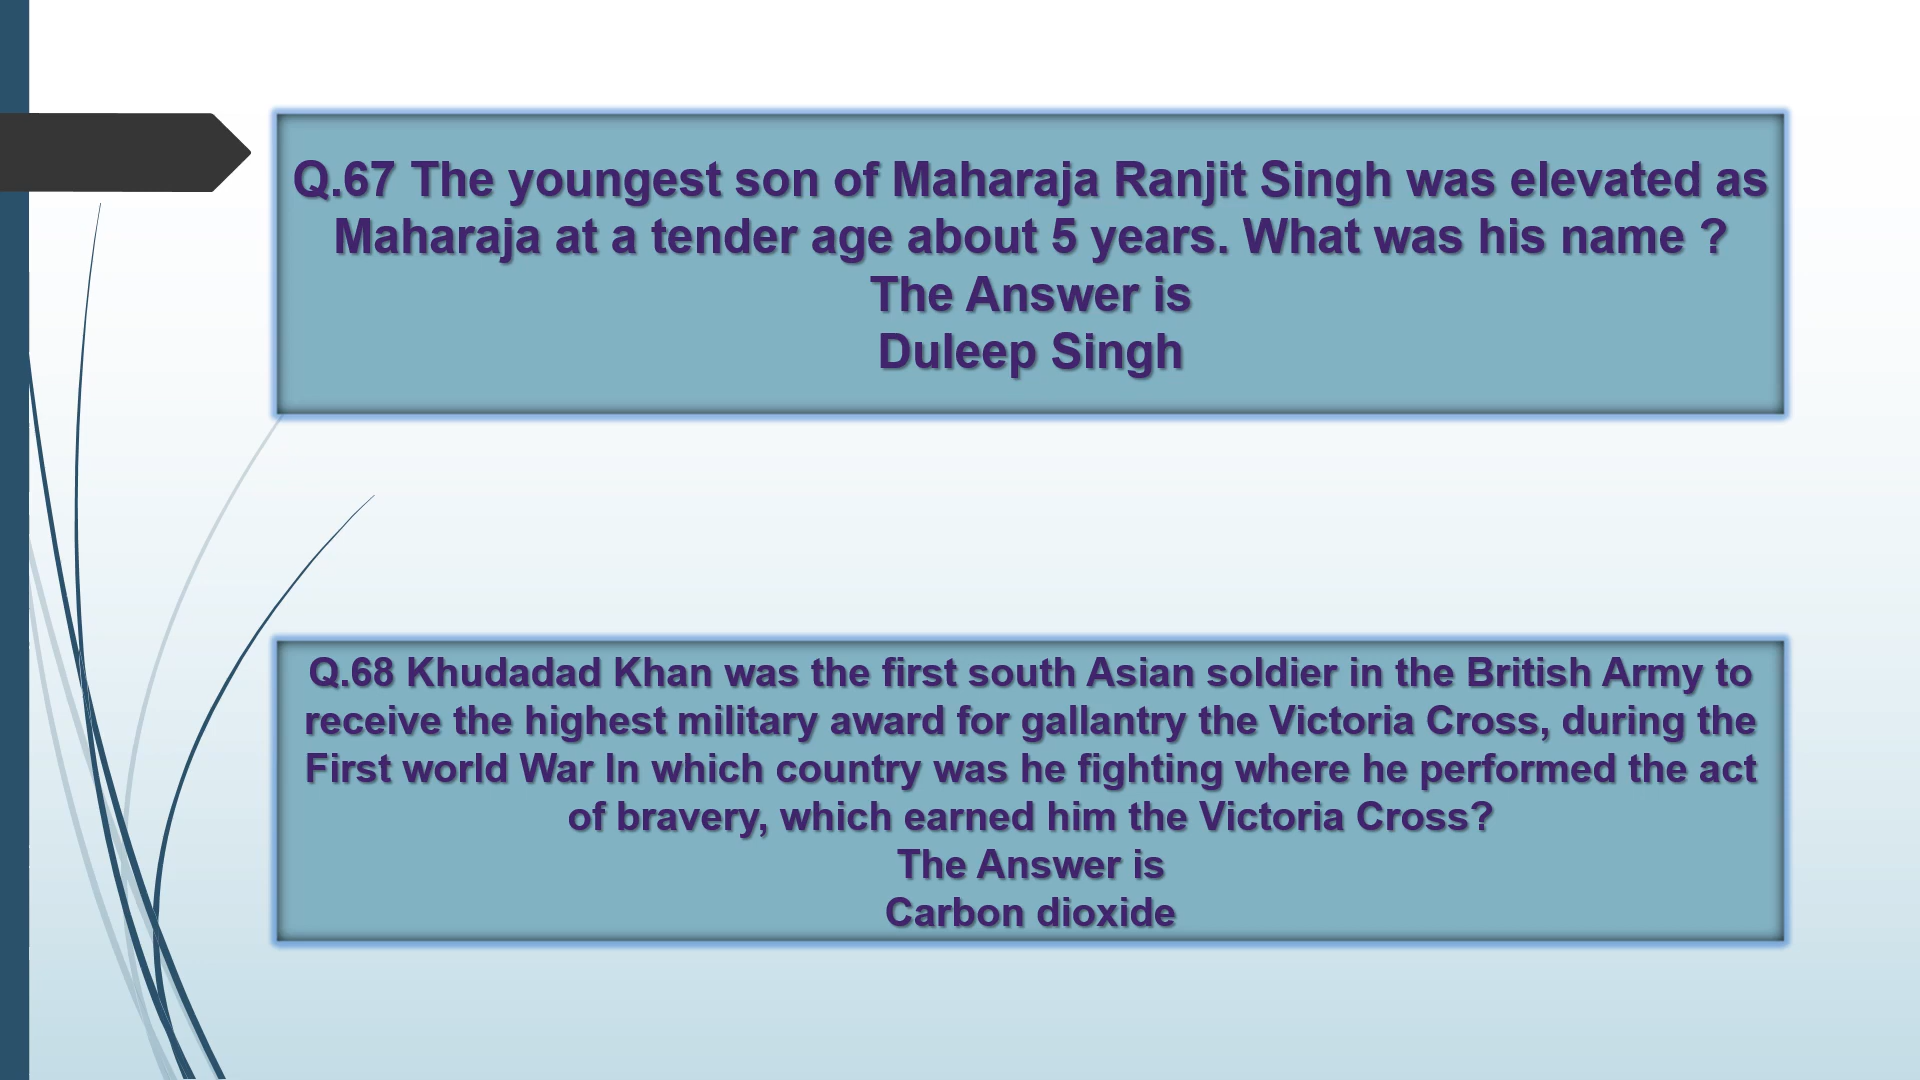 Q.67 The youngest son of Maharaja Ranjit Singh was elevated as
Maharaja at a tender age about 5 years. What was his name ?
The Answer is
Duleep Singh
Q.68 Khudadad Khan was the first south Asian soldier in the British Army to
receive the highest military award for gallantry the Victoria Cross, during the
First world War In which country was he fighting where he performed the act
of bravery, which earned him the Victoria Cross?
The Answer is
Carbon dioxide